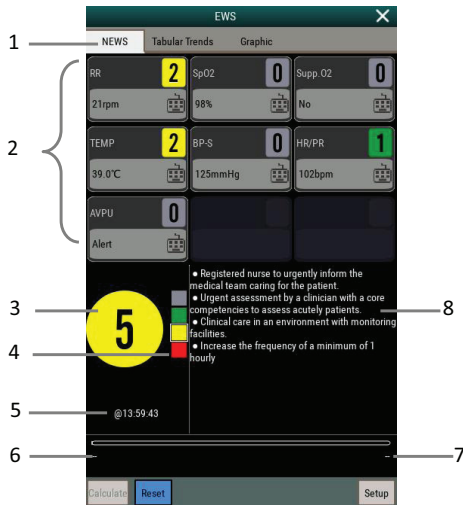 EWS
1 NEWS Tabular Trends Graphic
2
RR 2 SpO2 0 Supp.O2 0
21rpm 98% No
TEMP 2 BP-S 0 HR/PR 1
39.0℃ 125mmHg 102bpm
AVPU 0
Alert
● Registered nurse to urgently inform the
medical team caring for the patient.
● Urgent assessment by a clinician with a core
competencies to assess acutely patients.
● Clinical care in an environment with monitoring
facilities.
● Increase the frequency of a minimum of 1
hourly
3 5 8
4
5 @13:59:43
6 -- -- 7
Calculate Reset Setup